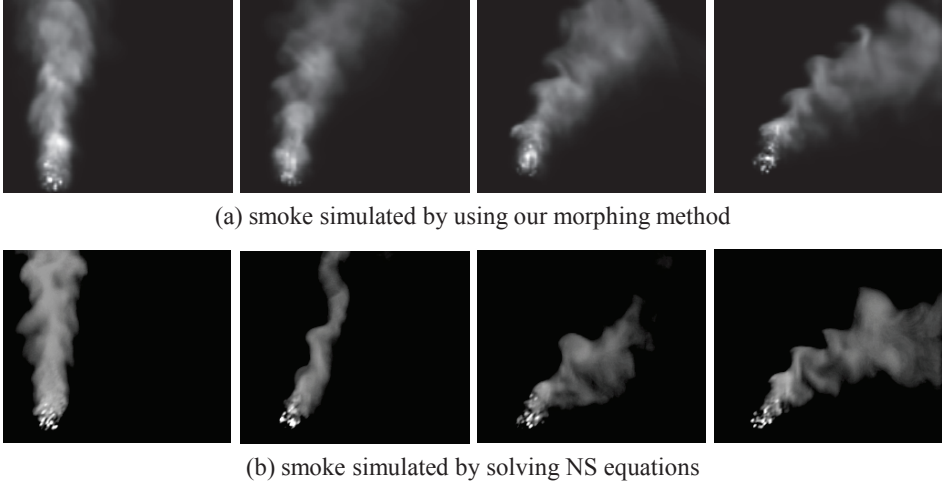 (a) smoke simulated by using our morphing method
(b) smoke simulated by solving NS equations